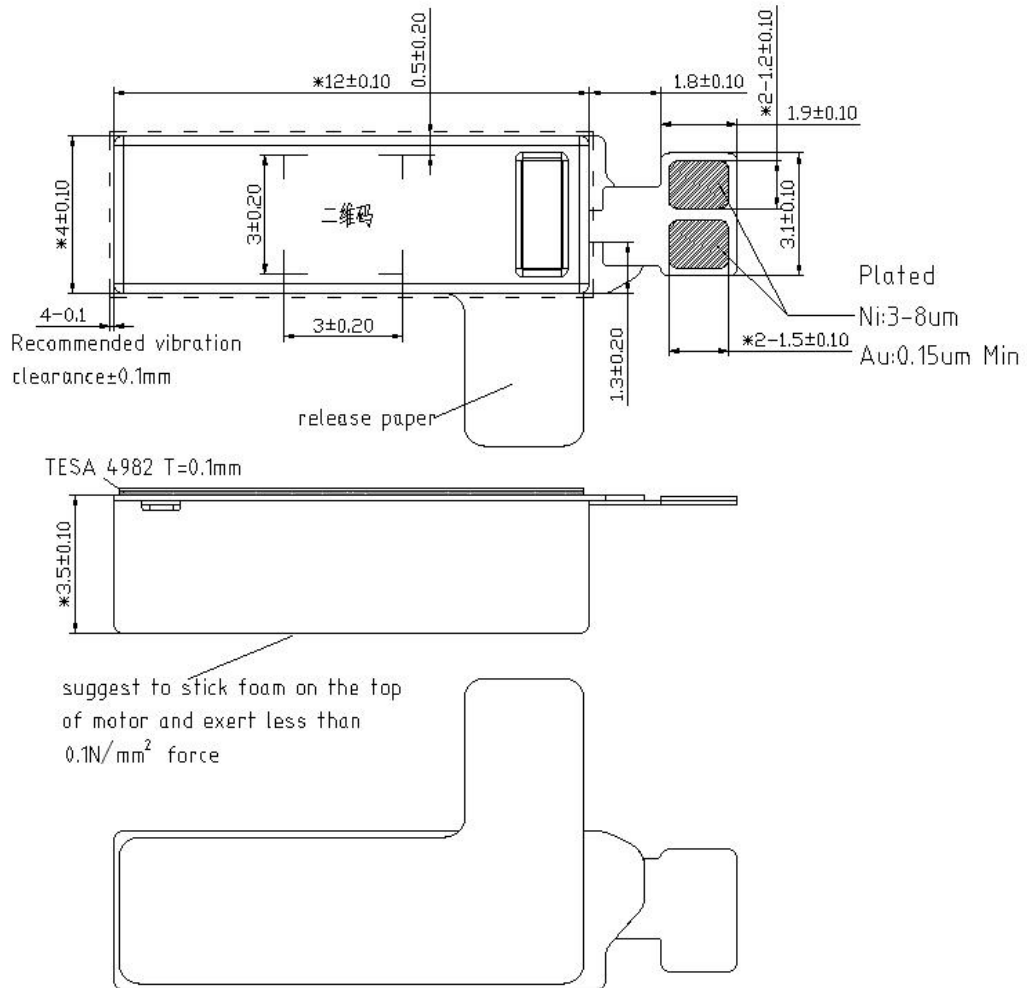 *12±0.10
0.5±0.20
1.8±0.10
*2-1.2±0.10
1.9±0.10
*4±0.10
3±0.20
二维码
3.1±0.10
4-0.1
3±0.20
1.3±0.20
*2-1.5±0.10
Plated
Ni:3-8um
Au:0.15um Min
Recommended vibration
clearance±0.1mm
release paper
TESA 4982 T=0.1mm
*3.5±0.10
suggest to stick foam on the top
of motor and exert less than
0.1N/mm² force